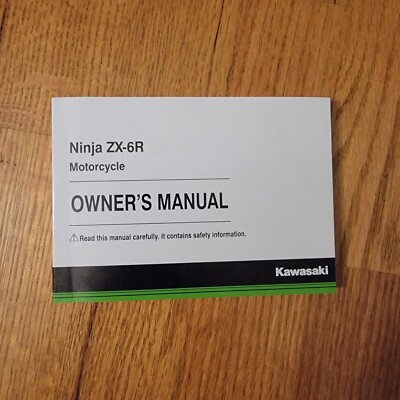 Ninja ZX-6R
Motorcycle
OWNER'S MANUAL
⚠Read this manual carefully. It contains safety information.
Kawasaki